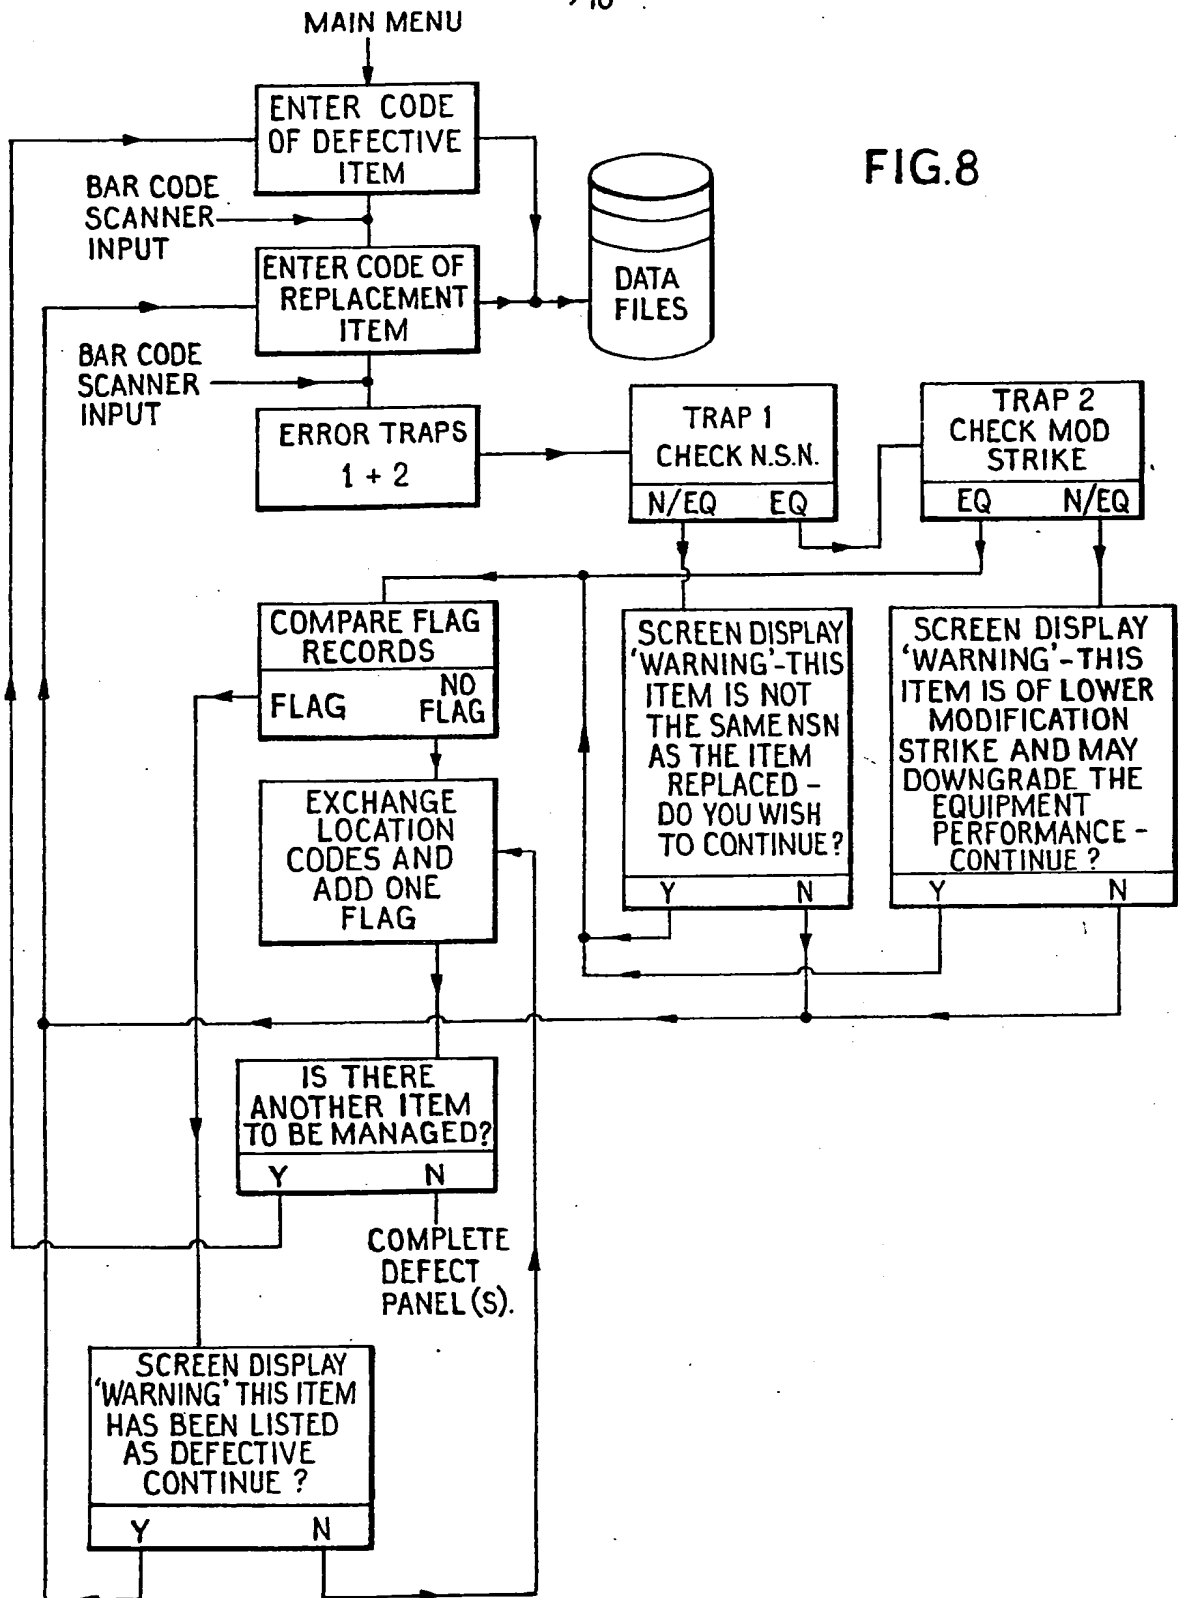 MAIN MENU
ENTER CODE
OF DEFECTIVE
ITEM
FIG.8
BAR CODE
SCANNER
INPUT
ENTER CODE OF
REPLACEMENT
ITEM
DATA
FILES
BAR CODE
SCANNER
INPUT
ERROR TRAPS
1 + 2
TRAP 1
CHECK N.S.N.
N/EQ EQ
TRAP 2
CHECK MOD
STRIKE
EQ N/EQ
COMPARE FLAG
RECORDS
FLAG
NO
FLAG
SCREEN DISPLAY
'WARNING'-THIS
ITEM IS NOT
THE SAME NSN
AS THE ITEM
REPLACED -
DO YOU WISH
TO CONTINUE?
Y N
SCREEN DISPLAY
'WARNING'-THIS
ITEM IS OF LOWER
MODIFICATION
STRIKE AND MAY
DOWNGRADE THE
EQUIPMENT
PERFORMANCE -
CONTINUE ?
Y N
EXCHANGE
LOCATION
CODES AND
ADD ONE
FLAG
IS THERE
ANOTHER ITEM
TO BE MANAGED?
Y N
COMPLETE
DEFECT
PANEL(S).
SCREEN DISPLAY
'WARNING' THIS ITEM
HAS BEEN LISTED
AS DEFECTIVE
CONTINUE ?
Y N